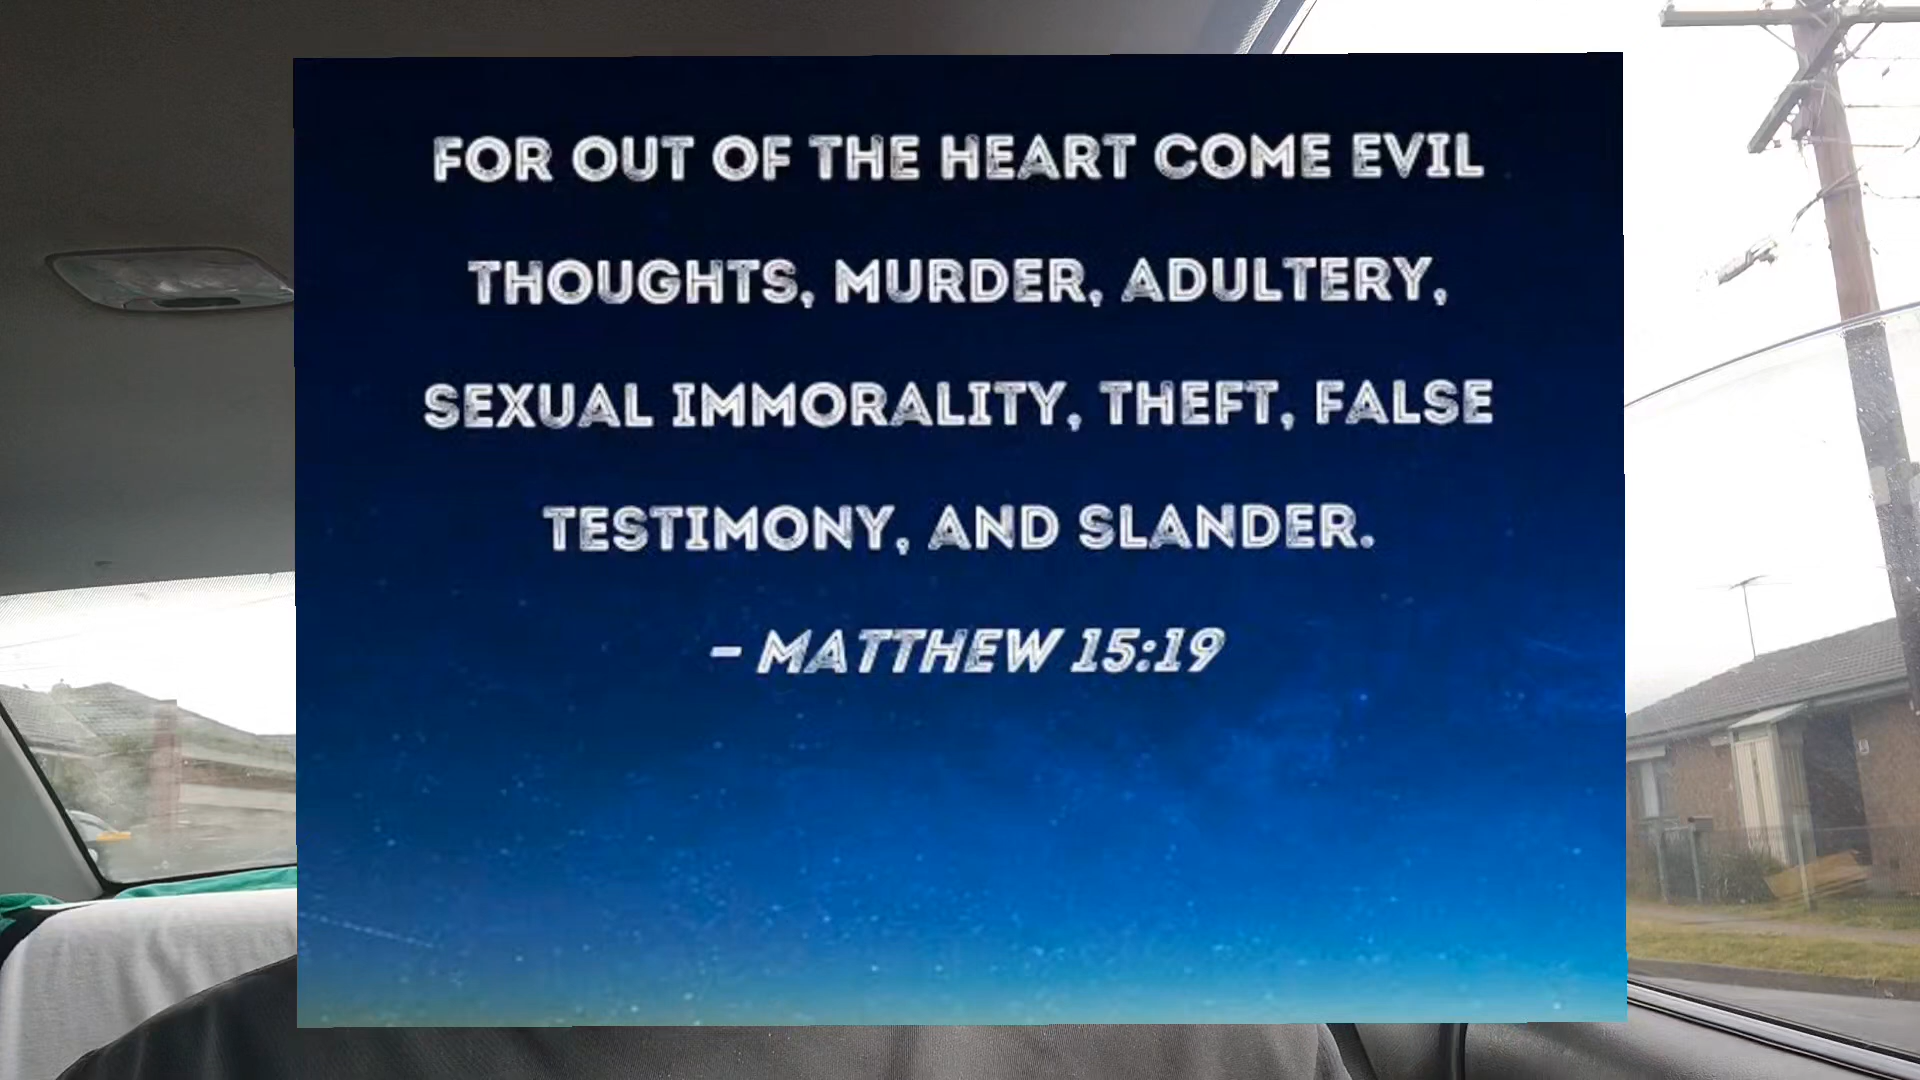 FOR OUT OF THE HEART COME EVIL
THOUGHTS, MURDER, ADULTERY,
SEXUAL IMMORALITY, THEFT, FALSE
TESTIMONY, AND SLANDER.
– MATTHEW 15:19